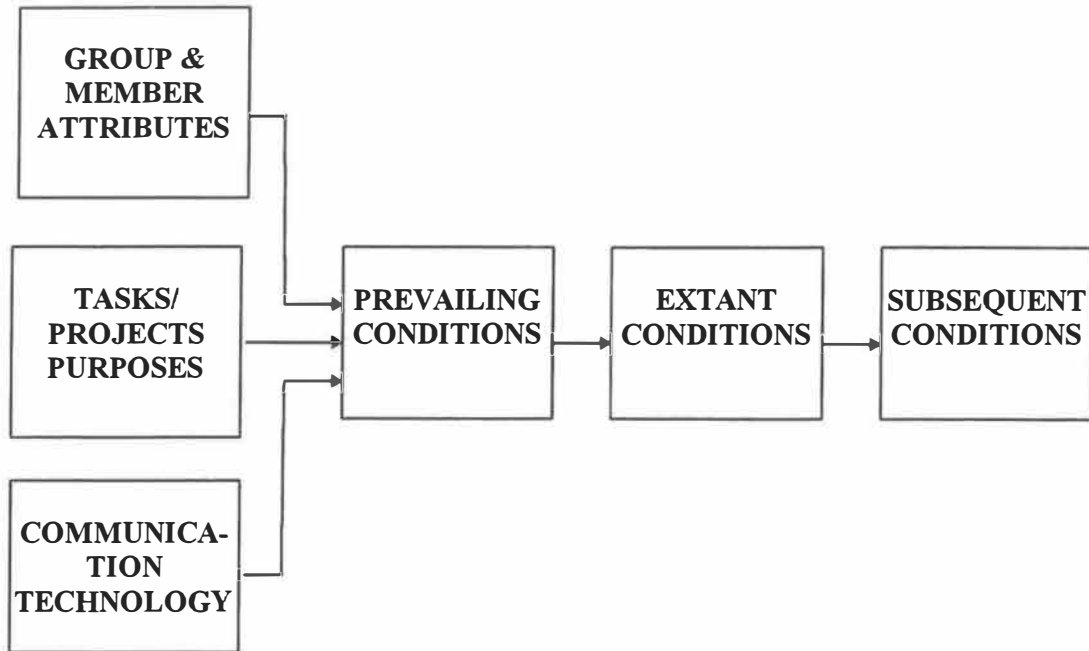 GROUP &
MEMBER
ATTRIBUTES
TASKS/
PROJECTS
PURPOSES
COMMUNICA-
TION
TECHNOLOGY
PREVAILING
CONDITIONS
EXTANT
CONDITIONS
SUBSEQUENT
CONDITIONS